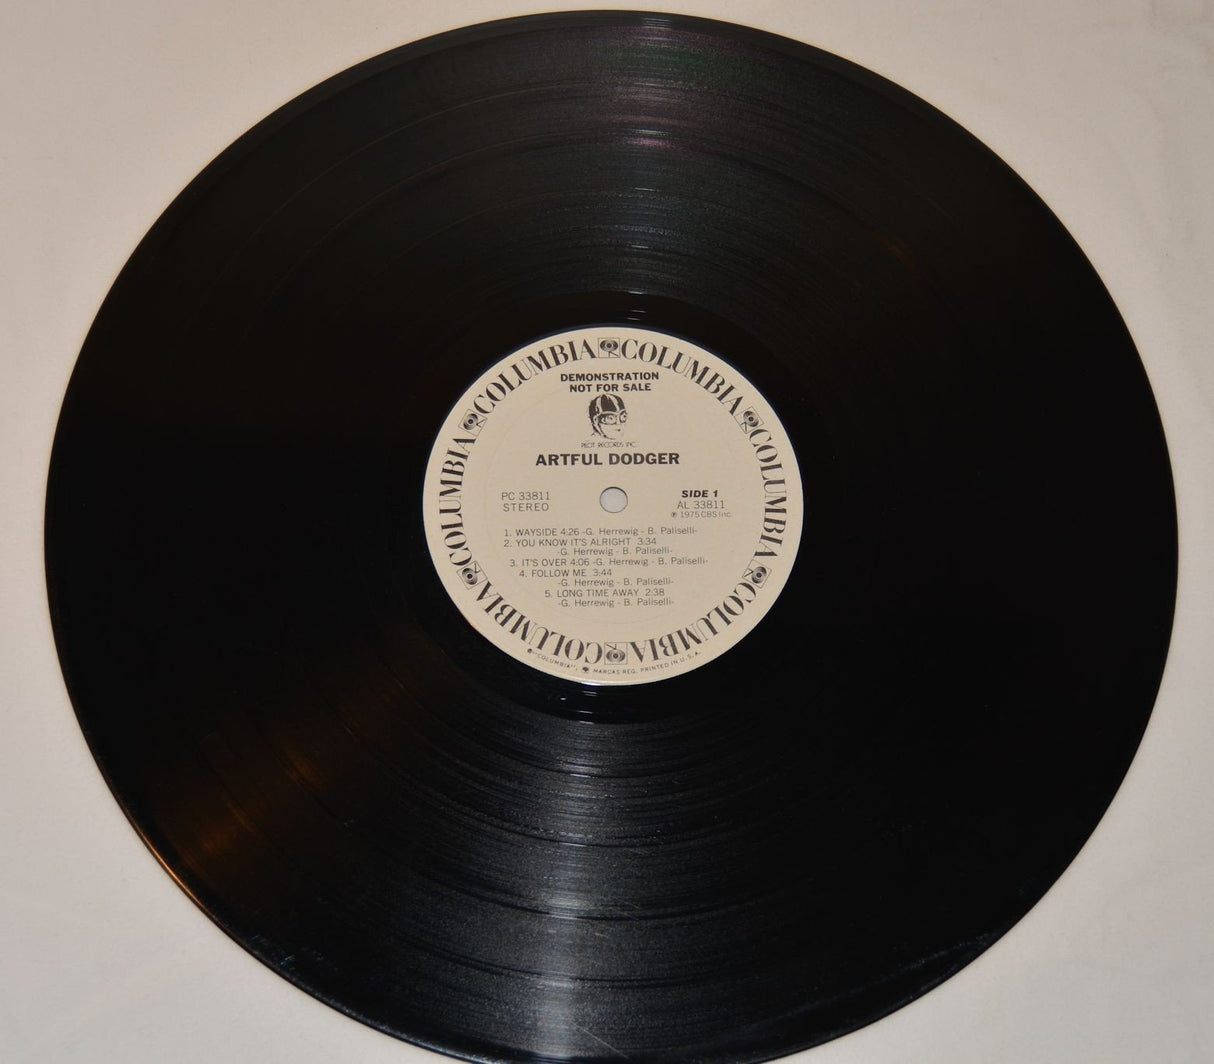 COLUMBIA COLUMBIA COLUMBIA COLUMBIA COLUMBIA COLUMBIA
DEMONSTRATION
NOT FOR SALE
PILOT RECORDS INC.
ARTFUL DODGER
PC 33811
STEREO
SIDE 1
AL 33811
℗ 1975 CBS Inc.
1. WAYSIDE 4:26 -G. Herrewig - B. Paliselli-
2. YOU KNOW IT'S ALRIGHT 3:34
-G. Herrewig - B. Paliselli-
3. IT'S OVER 4:06 -G. Herrewig - B. Paliselli-
4. FOLLOW ME 3:44
-G. Herrewig - B. Paliselli-
5. LONG TIME AWAY 2:38
-G. Herrewig - B. Paliselli-
"COLUMBIA", MARCAS REG. PRINTED IN U.S.A.